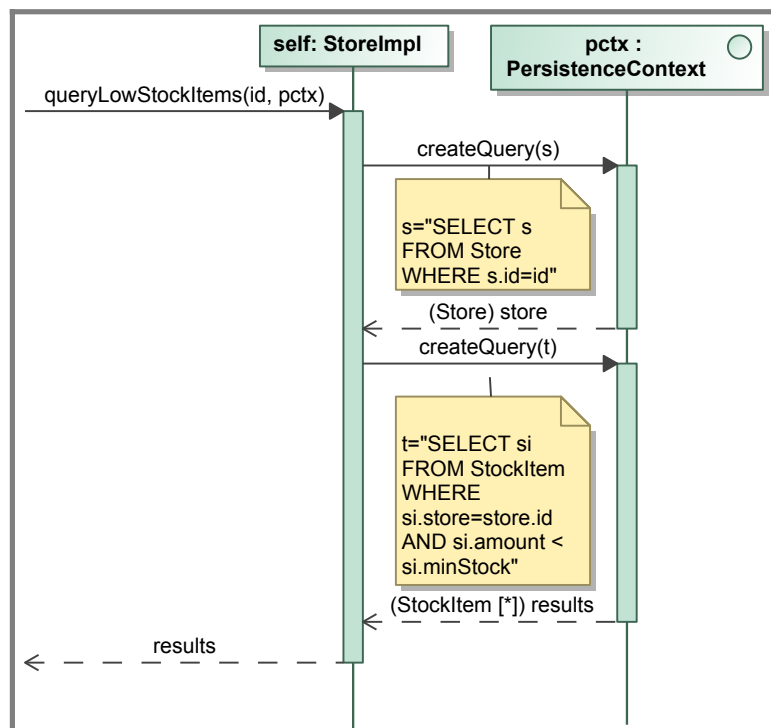 self: StoreImpl
pctx :
PersistenceContext
queryLowStockItems(id, pctx)
createQuery(s)
s="SELECT s
FROM Store
WHERE s.id=id"
(Store) store
createQuery(t)
t="SELECT si
FROM StockItem
WHERE
si.store=store.id
AND si.amount <
si.minStock"
(StockItem [*]) results
results